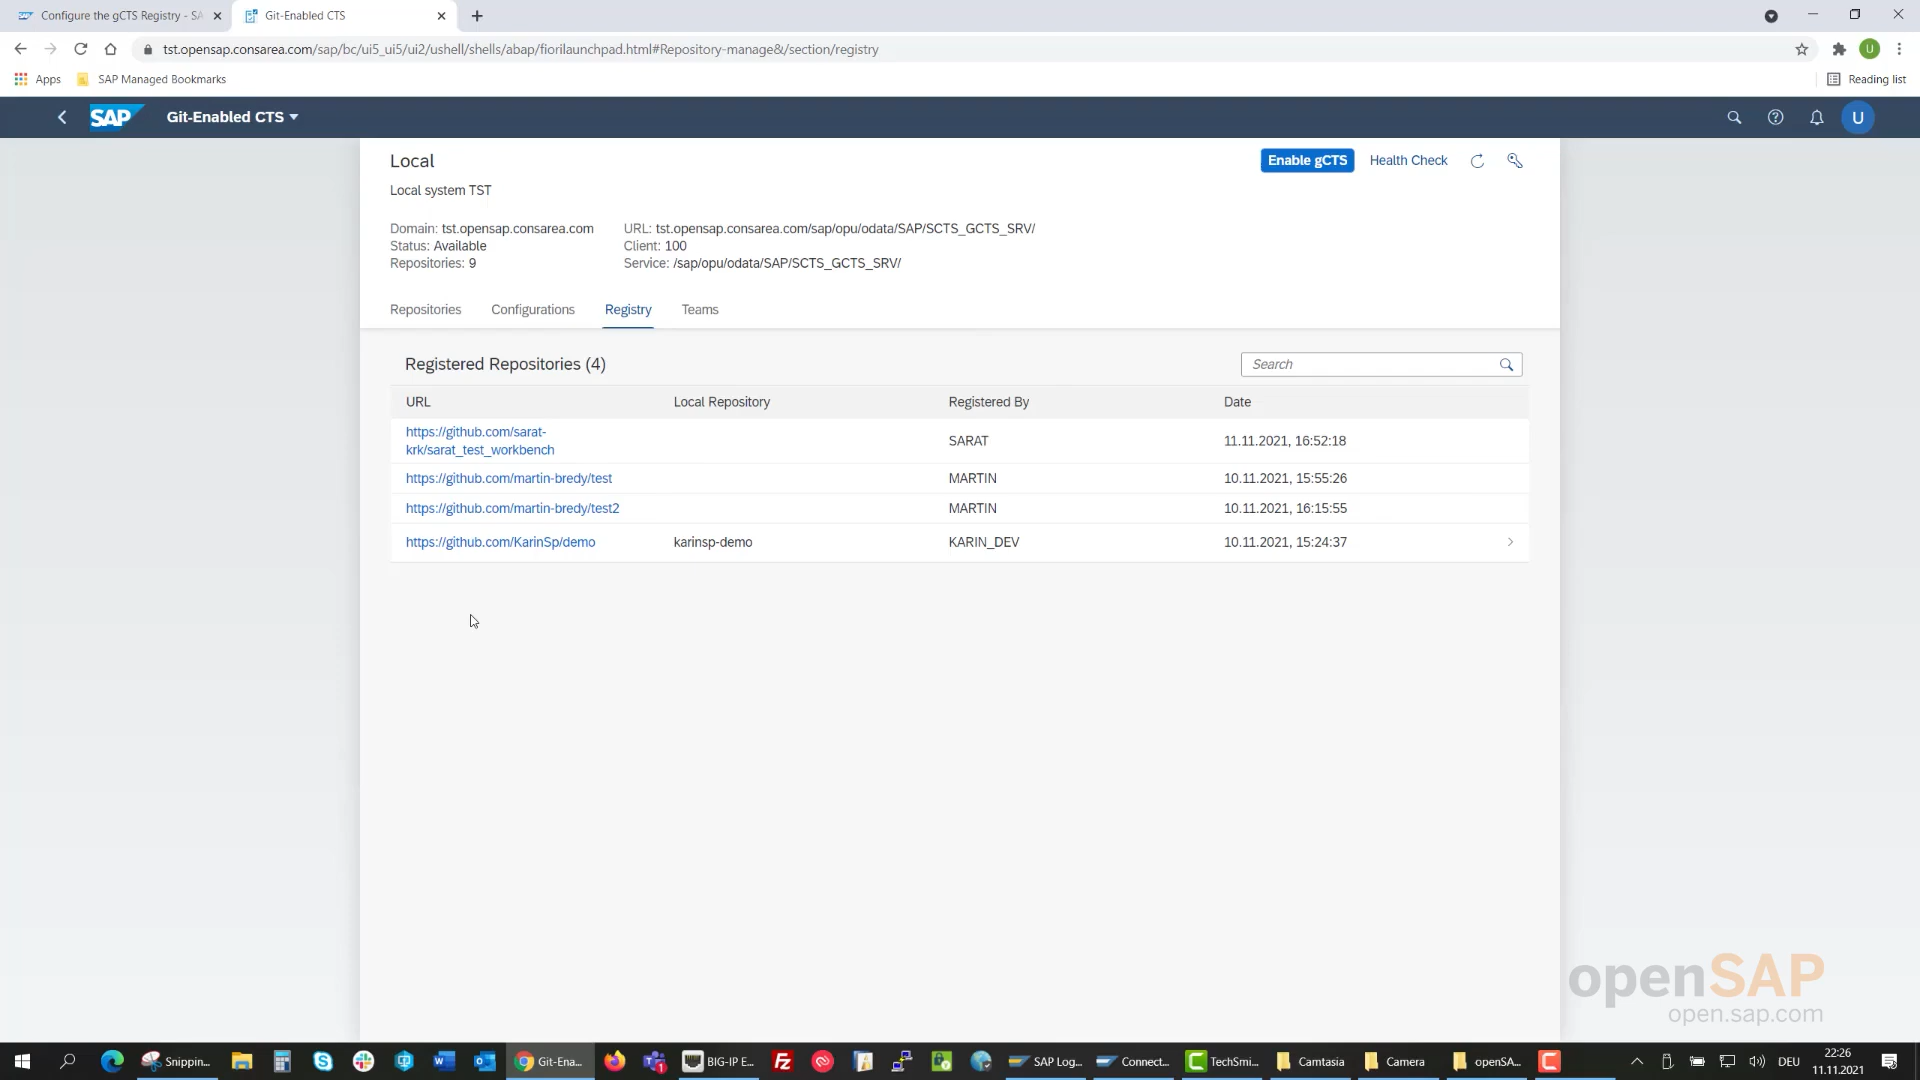 Configure the gCTS Registry - SA
Git-Enabled CTS
tst.opensap.consarea.com/sap/bc/ui5_ui5/ui2/ushell/shells/abap/fiorilaunchpad.html#Repository-manage&/section/registry
U
Apps
SAP Managed Bookmarks
Reading list
SAP
Git-Enabled CTS
U
Local
Enable gCTS
Health Check
Local system TST
Domain: tst.opensap.consarea.com
URL: tst.opensap.consarea.com/sap/opu/odata/SAP/SCTS_GCTS_SRV/
Status: Available
Client: 100
Repositories: 9
Service: /sap/opu/odata/SAP/SCTS_GCTS_SRV/
Repositories Configurations Registry Teams
Registered Repositories (4)
Search
URL Local Repository Registered By Date
https://github.com/sarat-
krk/sarat_test_workbench
SARAT 11.11.2021, 16:52:18
https://github.com/martin-bredy/test MARTIN 10.11.2021, 15:55:26
https://github.com/martin-bredy/test2 MARTIN 10.11.2021, 16:15:55
https://github.com/KarinSp/demo karinsp-demo KARIN_DEV 10.11.2021, 15:24:37
openSAP
open.sap.com
Snippin...
Git-Ena...
BIG-IP E...
SAP Log...
Connect...
TechSmi...
Camtasia
Camera
openSA...
DEU
22:26
11.11.2021